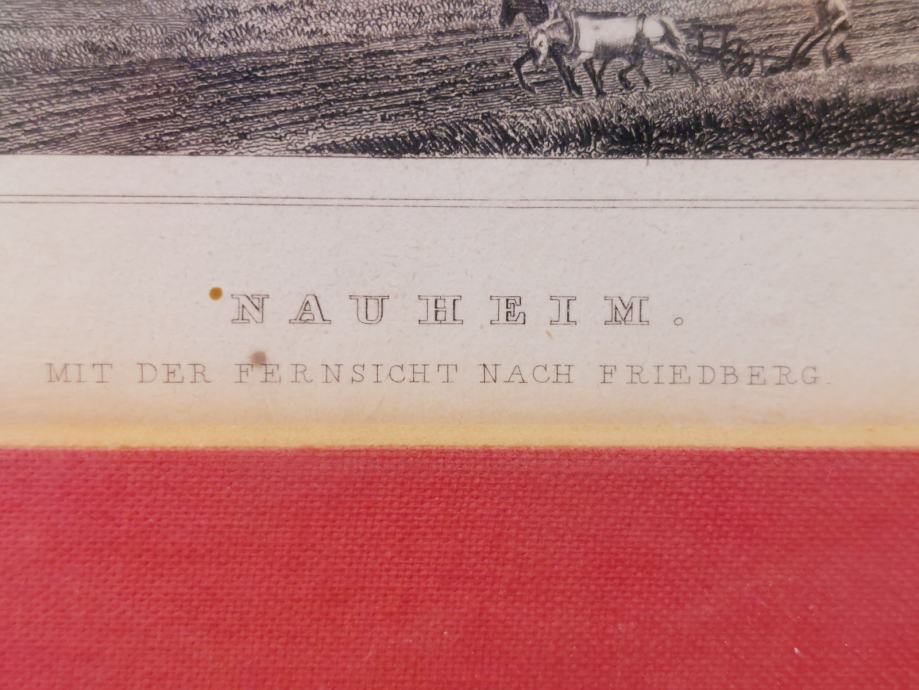 NAUHEIM.
MIT DER FERNSICHT NACH FRIEDBERG.